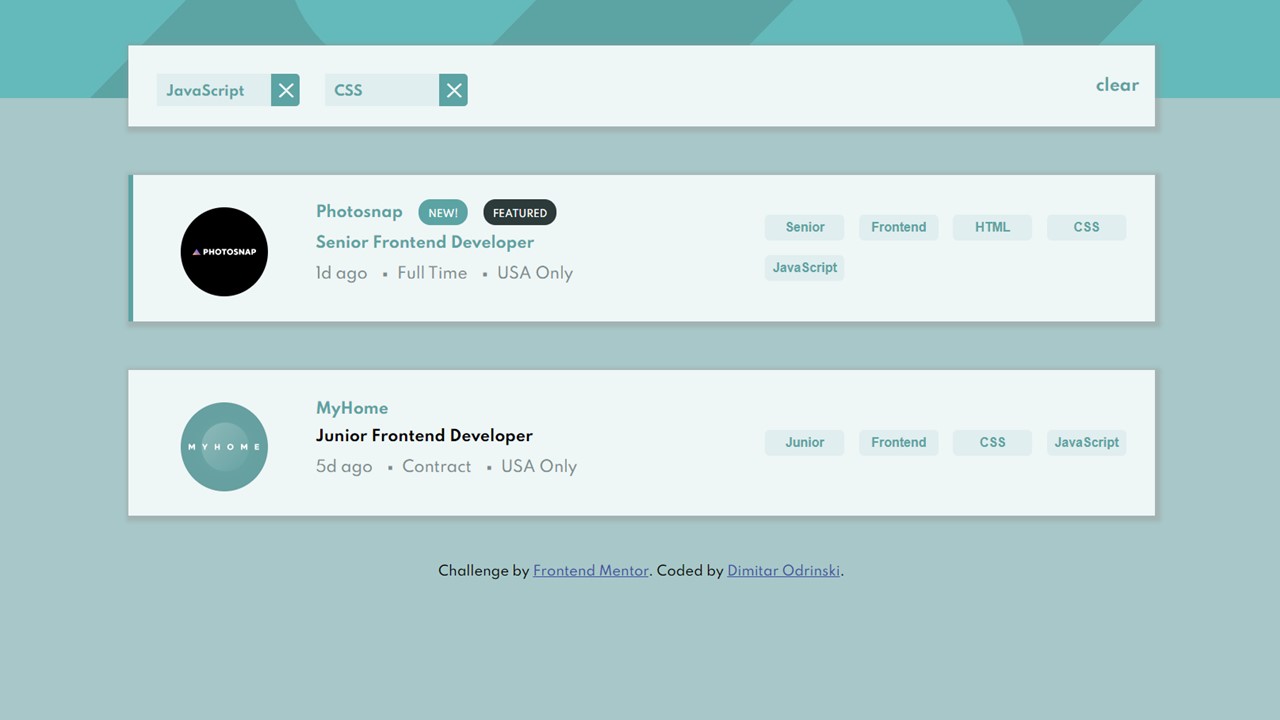 JavaScript CSS clear
PHOTOSNAP
Photosnap NEW! FEATURED
Senior Frontend Developer
1d ago ▪ Full Time ▪ USA Only
Senior Frontend HTML CSS
JavaScript
MYHOME
MyHome
Junior Frontend Developer
5d ago ▪ Contract ▪ USA Only
Junior Frontend CSS JavaScript
Challenge by Frontend Mentor. Coded by Dimitar Odrinski.